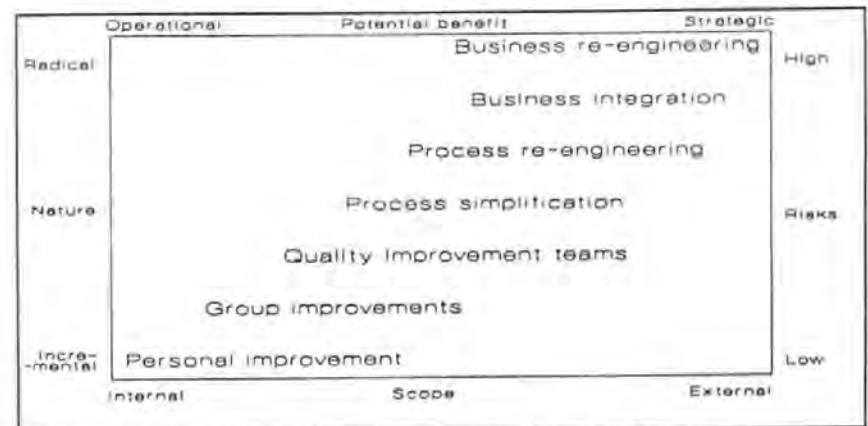 Operational Potential benefit Strategic
Radical Business re-engineering High
Business integration
Process re-engineering
Nature Process simplification Risks
Quality improvement teams
Group improvements
Incre-
-mental Personal improvement Low
Internal Scope External